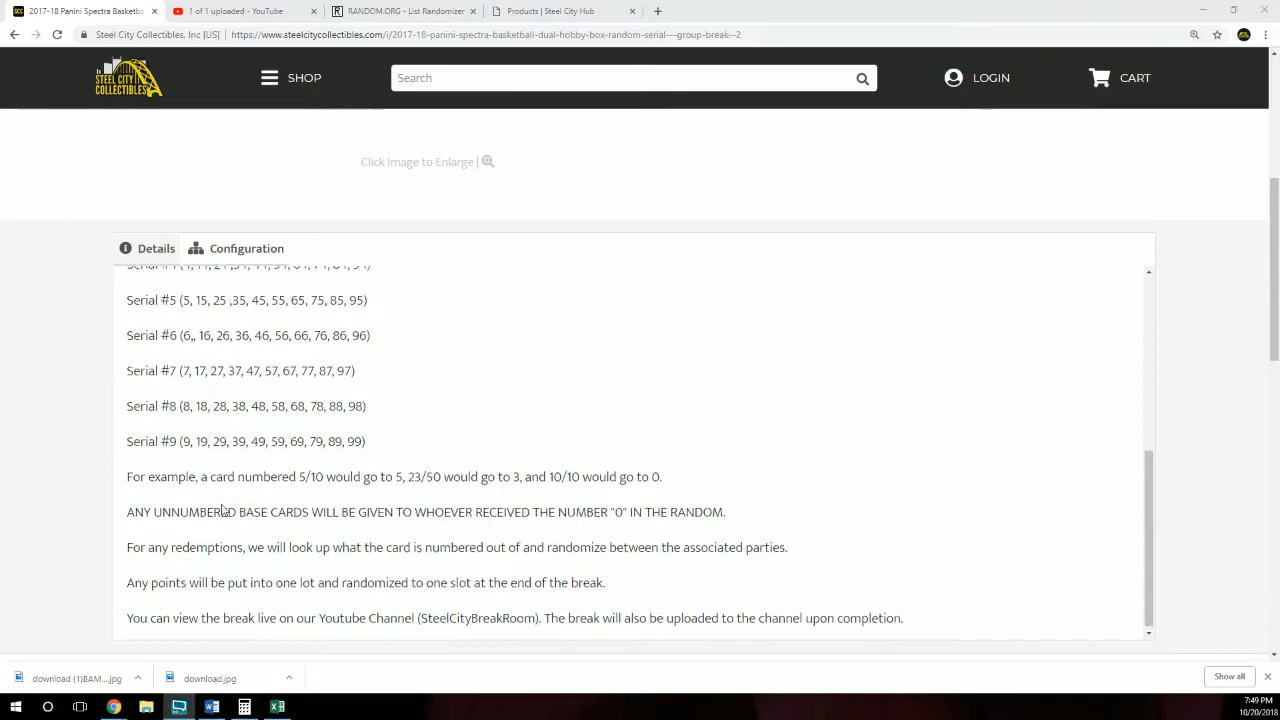 2017-18 Panini Spectra Basketba
1 of 1 uploaded - YouTube
RANDOM.ORG - List Randomizer
Products | Steel City Hub
Steel City Collectibles, Inc [US] | https://www.steelcitycollectibles.com/i/2017-18-panini-spectra-basketball-dual-hobby-box-random-serial---group-break--2
STEEL CITY
COLLECTIBLES
SHOP
Search
LOGIN
CART
Click Image to Enlarge |
Details
Configuration
Serial #5 (5, 15, 25 ,35, 45, 55, 65, 75, 85, 95)
Serial #6 (6,, 16, 26, 36, 46, 56, 66, 76, 86, 96)
Serial #7 (7, 17, 27, 37, 47, 57, 67, 77, 87, 97)
Serial #8 (8, 18, 28, 38, 48, 58, 68, 78, 88, 98)
Serial #9 (9, 19, 29, 39, 49, 59, 69, 79, 89, 99)
For example, a card numbered 5/10 would go to 5, 23/50 would go to 3, and 10/10 would go to 0.
ANY UNNUMBERED BASE CARDS WILL BE GIVEN TO WHOEVER RECEIVED THE NUMBER "0" IN THE RANDOM.
For any redemptions, we will look up what the card is numbered out of and randomize between the associated parties.
Any points will be put into one lot and randomized to one slot at the end of the break.
You can view the break live on our Youtube Channel (SteelCityBreakRoom). The break will also be uploaded to the channel upon completion.
download (1)BAM....jpg
download.jpg
Show all
7:49 PM
10/20/2018